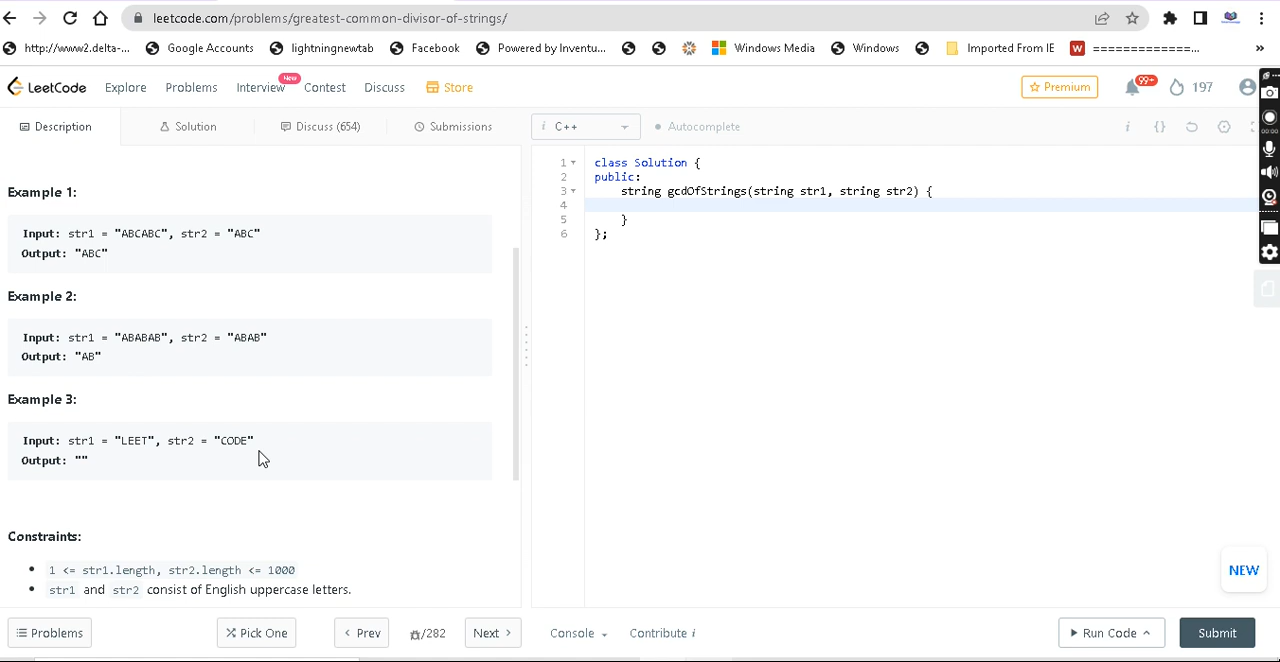 leetcode.com/problems/greatest-common-divisor-of-strings/
http://www2.delta-... Google Accounts lightningnewtab Facebook Powered by Inventu... Windows Media Windows Imported From IE W =============... »
LeetCode Explore Problems Interview New Contest Discuss Store Premium 99+ 197
Description Solution Discuss (654) Submissions i C++ Autocomplete i {}
00:00
Example 1:
Input: str1 = "ABCABC", str2 = "ABC"
Output: "ABC"
Example 2:
Input: str1 = "ABABAB", str2 = "ABAB"
Output: "AB"
Example 3:
Input: str1 = "LEET", str2 = "CODE"
Output: ""
Constraints:
1 <= str1.length, str2.length <= 1000
str1 and str2 consist of English uppercase letters.
1 class Solution {
2 public:
3 string gcdOfStrings(string str1, string str2) {
4
5 }
6 };
NEW
Problems Pick One < Prev /282 Next > Console Contribute i Run Code Submit